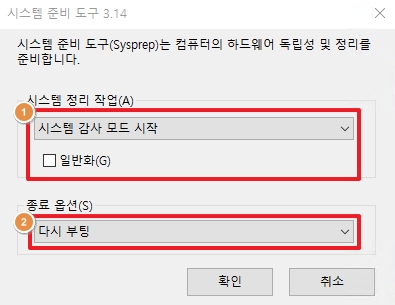 시스템 준비 도구 3.14
시스템 준비 도구(Sysprep)는 컴퓨터의 하드웨어 독립성 및 정리를
준비합니다.
시스템 정리 작업(A)
1
시스템 감사 모드 시작
일반화(G)
종료 옵션(S)
2
다시 부팅
확인
취소